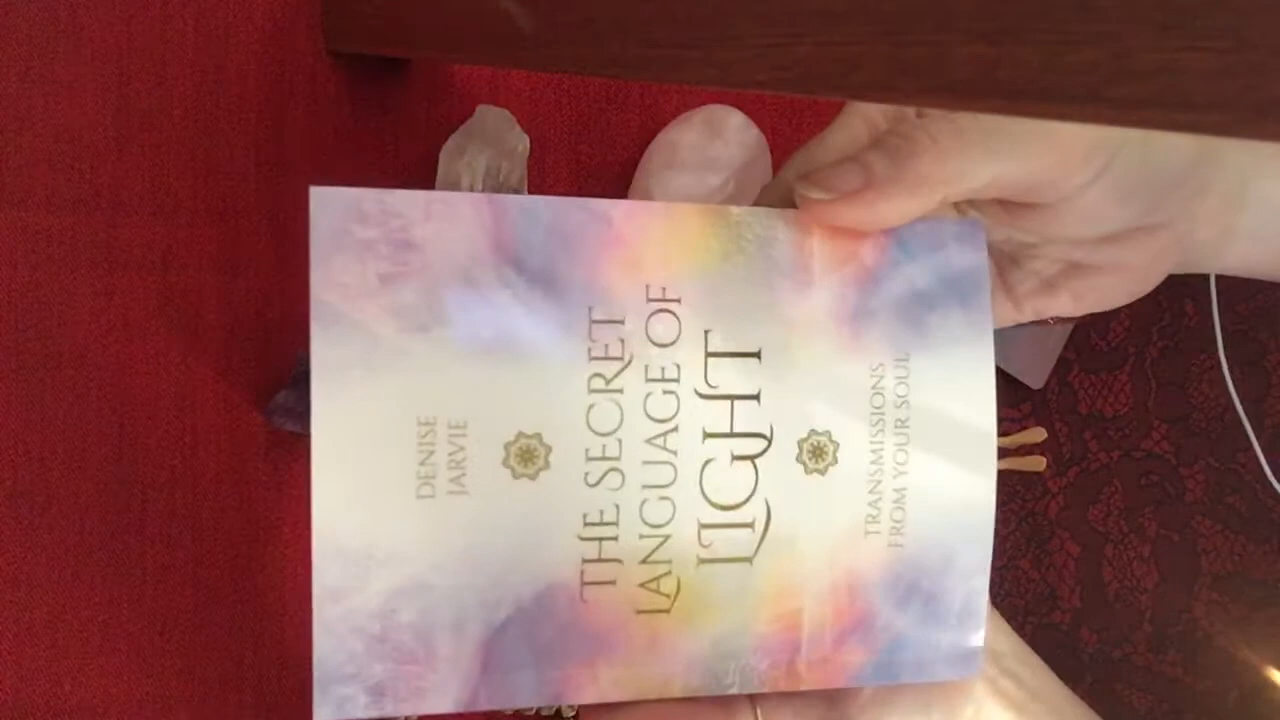 DENISE
JARVIE
THE SECRET
LANGUAGE OF
LIGHT
TRANSMISSIONS
FROM YOUR SOUL